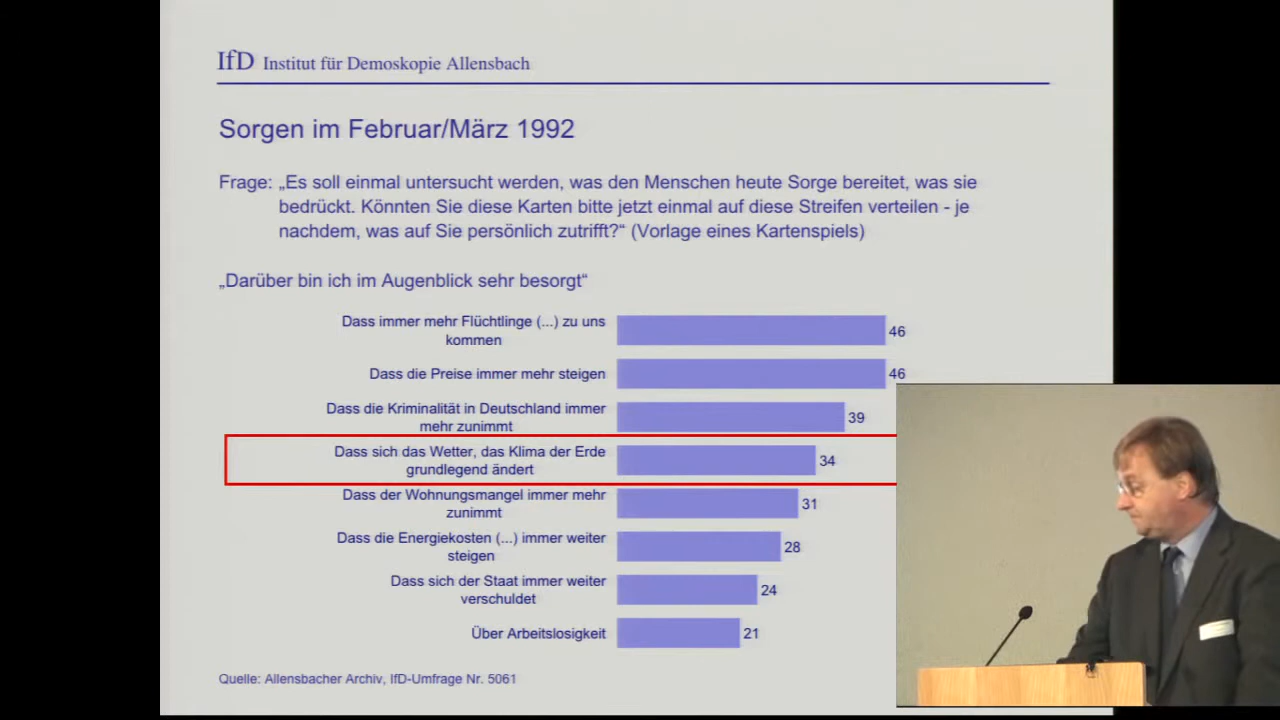 IfD Institut für Demoskopie Allensbach
Sorgen im Februar/März 1992
Frage: „Es soll einmal untersucht werden, was den Menschen heute Sorge bereitet, was sie
bedrückt. Könnten Sie diese Karten bitte jetzt einmal auf diese Streifen verteilen - je
nachdem, was auf Sie persönlich zutrifft?“ (Vorlage eines Kartenspiels)
„Darüber bin ich im Augenblick sehr besorgt“
Dass immer mehr Flüchtlinge (...) zu uns
kommen
46
Dass die Preise immer mehr steigen
46
Dass die Kriminalität in Deutschland immer
mehr zunimmt
39
Dass sich das Wetter, das Klima der Erde
grundlegend ändert
34
Dass der Wohnungsmangel immer mehr
zunimmt
31
Dass die Energiekosten (...) immer weiter
steigen
28
Dass sich der Staat immer weiter
verschuldet
24
Über Arbeitslosigkeit
21
Quelle: Allensbacher Archiv, IfD-Umfrage Nr. 5061